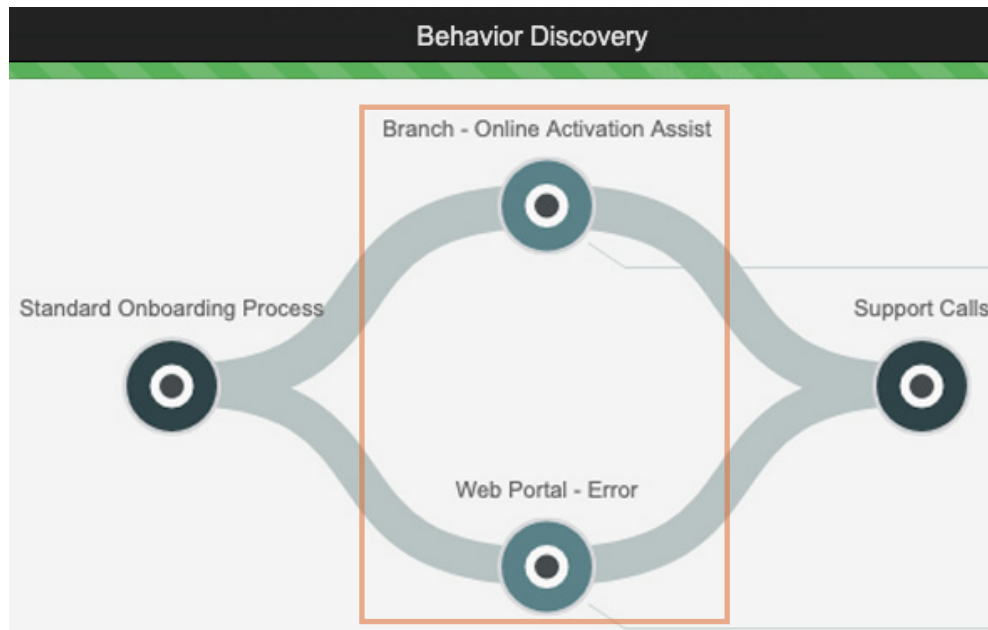 Behavior Discovery
Branch - Online Activation Assist
Standard Onboarding Process
Support Calls
Web Portal - Error